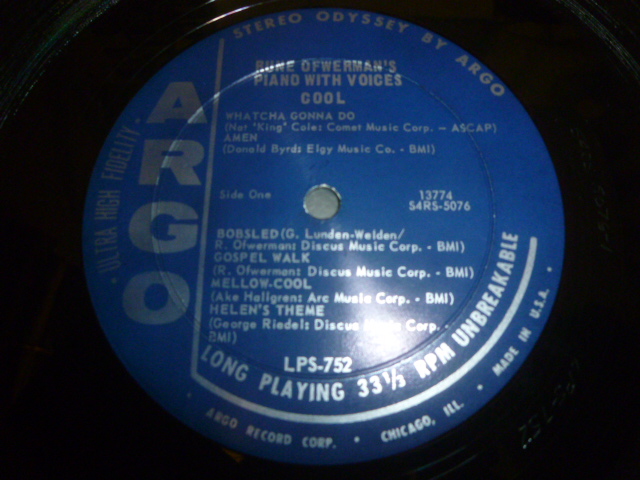 STEREO ODYSSEY BY ARGO
RUNE OFWERMAN'S
PIANO WITH VOICES
COOL
WHATCHA GONNA DO
(Nat "King" Cole: Comet Music Corp. – ASCAP)
AMEN
(Donald Byrd: Elgy Music Co. - BMI)
Side One
13774
S4RS-5076
BOBSLED (G. Lunden-Welden/
R. Ofwerman: Discus Music Corp. - BMI)
GOSPEL WALK
(R. Ofwerman: Discus Music Corp. - BMI)
MELLOW-COOL
(Ake Hallgren: Arc Music Corp. - BMI)
HELEN'S THEME
(George Riedel: Discus Music Corp. -
BMI)
LPS-752
ARGO
· ULTRA HIGH FIDELITY ·
LONG PLAYING 33⅓ RPM UNBREAKABLE
· ARGO RECORD CORP. · CHICAGO, ILL. · MADE IN U.S.A. ·